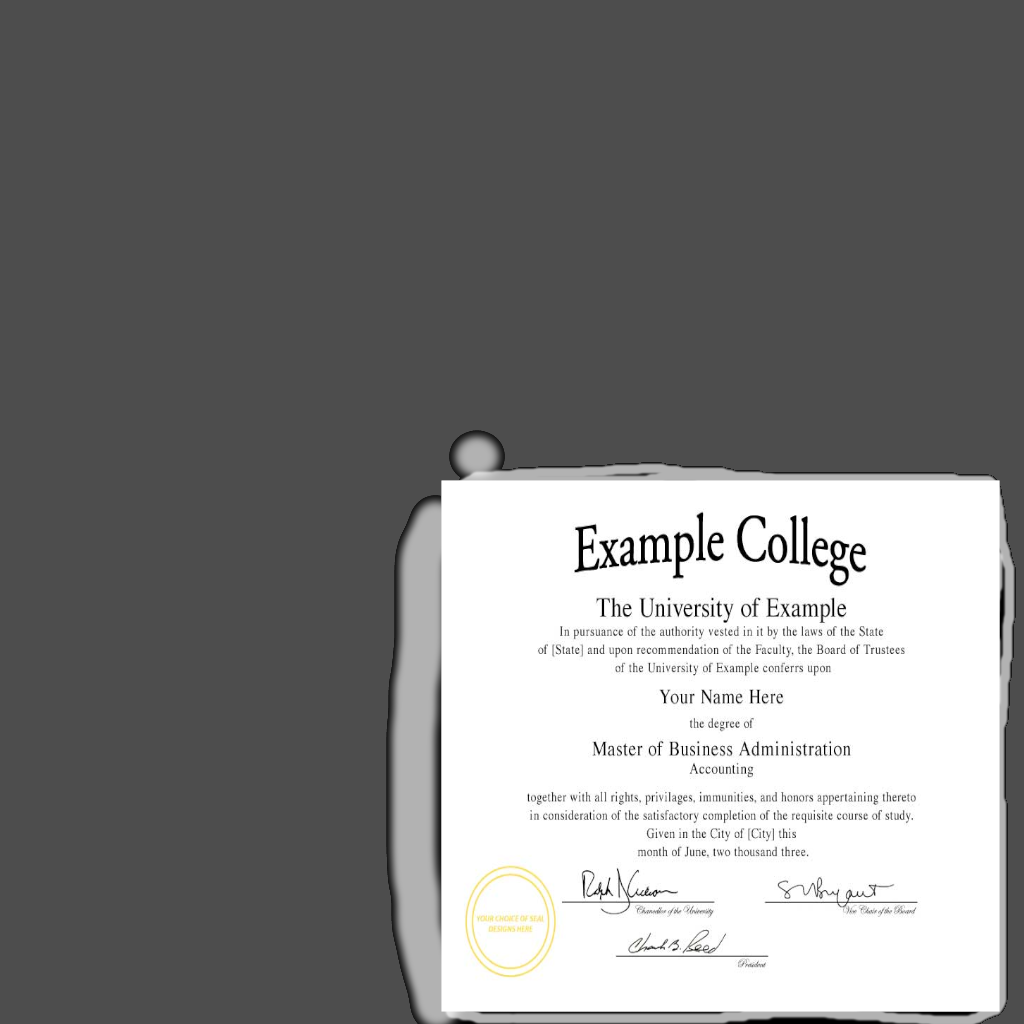 Example College
The University of Example
In pursuance of the authority vested in it by the laws of the State
of [State] and upon recommendation of the Faculty, the Board of Trustees
of the University of Example conferrs upon
Your Name Here
the degree of
Master of Business Administration
Accounting
together with all rights, privilages, immunities, and honors appertaining thereto
in consideration of the satisfactory completion of the requisite course of study.
Given in the City of [City] this
month of June, two thousand three.
YOUR CHOICE OF SEAL
DESIGNS HERE
Chancellor of the University
Vice Chair of the Board
Charles B. Reed
President